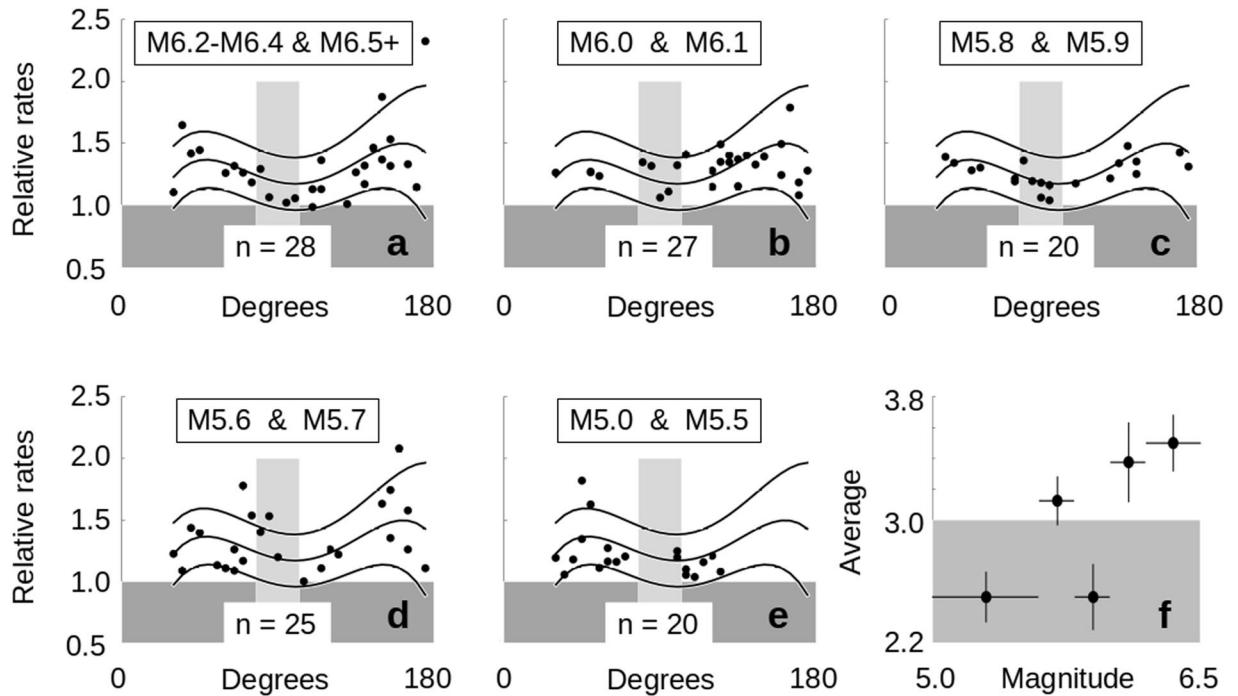 2.5
M6.2-M6.4 & M6.5+
M6.0 & M6.1
M5.8 & M5.9
2.0
Relative rates
1.5
1.0
n = 28
a
n = 27
b
n = 20
c
0.5
0
Degrees
180
0
Degrees
180
0
Degrees
180
2.5
M5.6 & M5.7
M5.0 & M5.5
3.8
2.0
Relative rates
1.5
Average
3.0
1.0
n = 25
d
n = 20
e
f
0.5
2.2
0
Degrees
180
0
Degrees
180
5.0
Magnitude
6.5